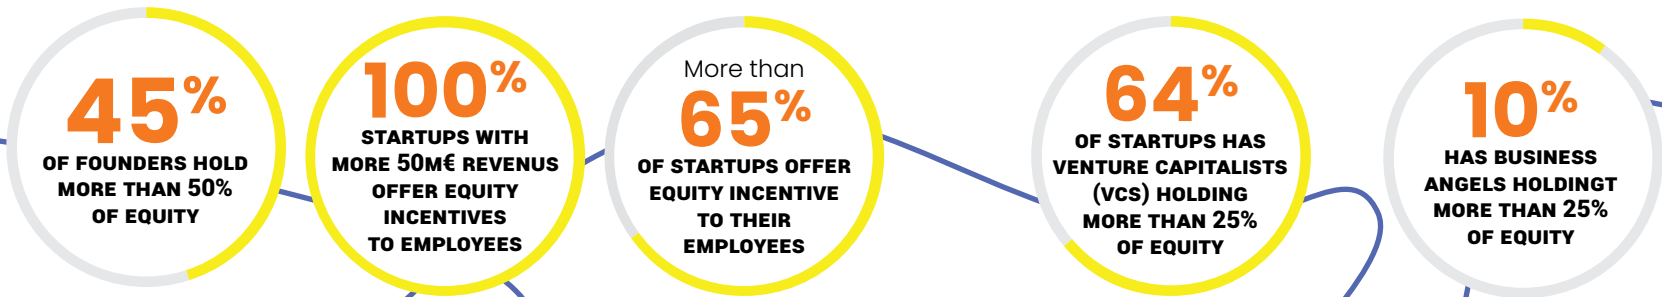 45%
OF FOUNDERS HOLD
MORE THAN 50%
OF EQUITY
100%
STARTUPS WITH
MORE 50M€ REVENUS
OFFER EQUITY
INCENTIVES
TO EMPLOYEES
More than
65%
OF STARTUPS OFFER
EQUITY INCENTIVE
TO THEIR
EMPLOYEES
64%
OF STARTUPS HAS
VENTURE CAPITALISTS
(VCS) HOLDING
MORE THAN 25%
OF EQUITY
10%
HAS BUSINESS
ANGELS HOLDINGT
MORE THAN 25%
OF EQUITY